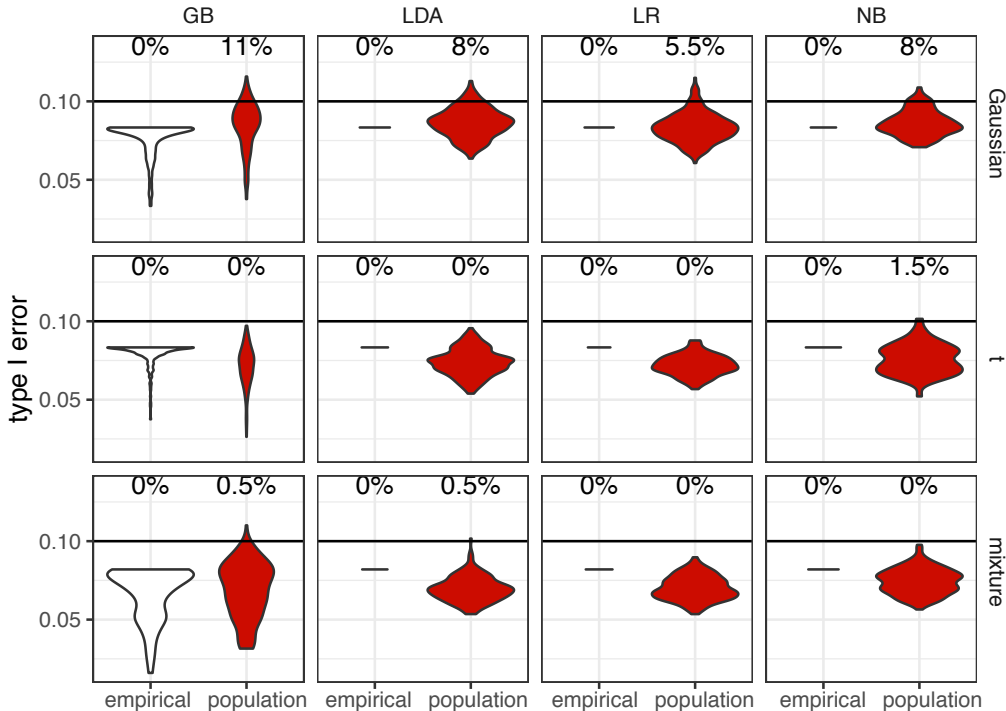 GB LDA LR NB
0% 11% 0% 8% 0% 5.5% 0% 8%
0.10
0.05
Gaussian
0% 0% 0% 0% 0% 0% 0% 1.5%
0.10
0.05
t
type I error
0% 0.5% 0% 0.5% 0% 0% 0% 0%
0.10
0.05
mixture
empirical population empirical population empirical population empirical population